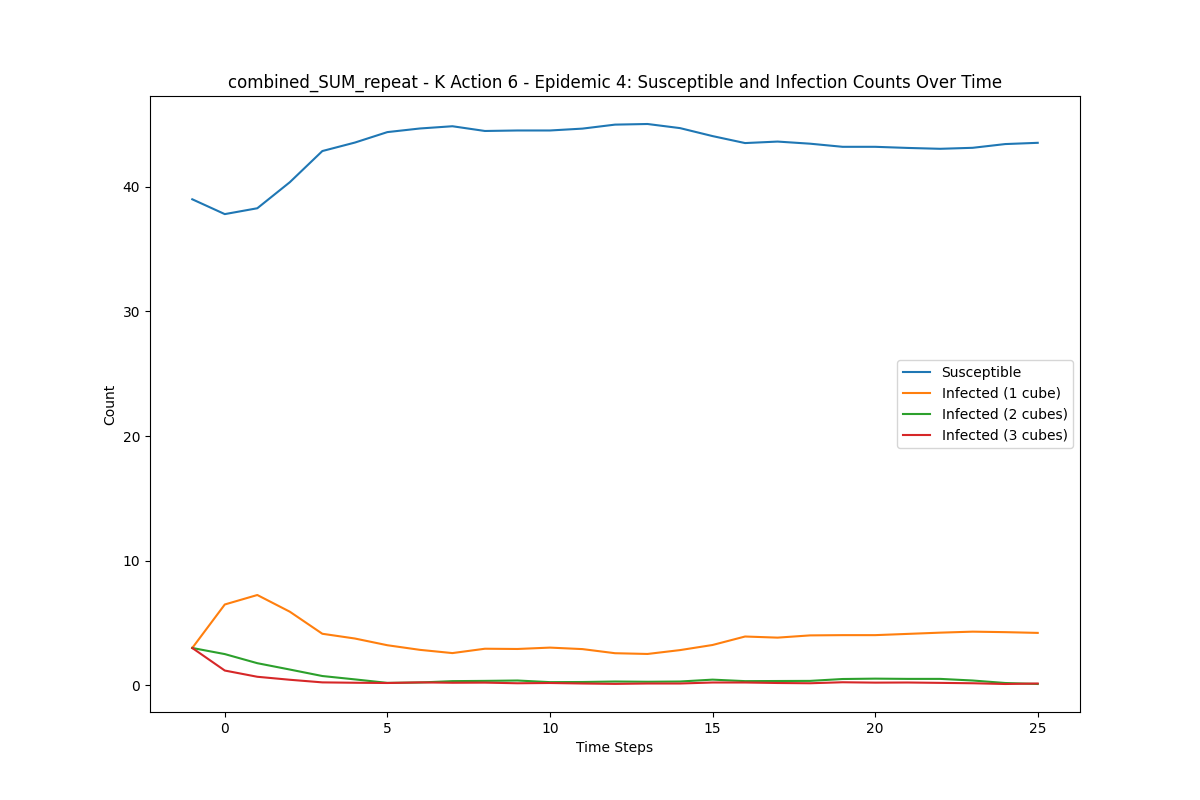 combined_SUM_repeat - K Action 6 - Epidemic 4: Susceptible and Infection Counts Over Time
Count
40
30
20
10
0
Susceptible
Infected (1 cube)
Infected (2 cubes)
Infected (3 cubes)
0 5 10 15 20 25
Time Steps